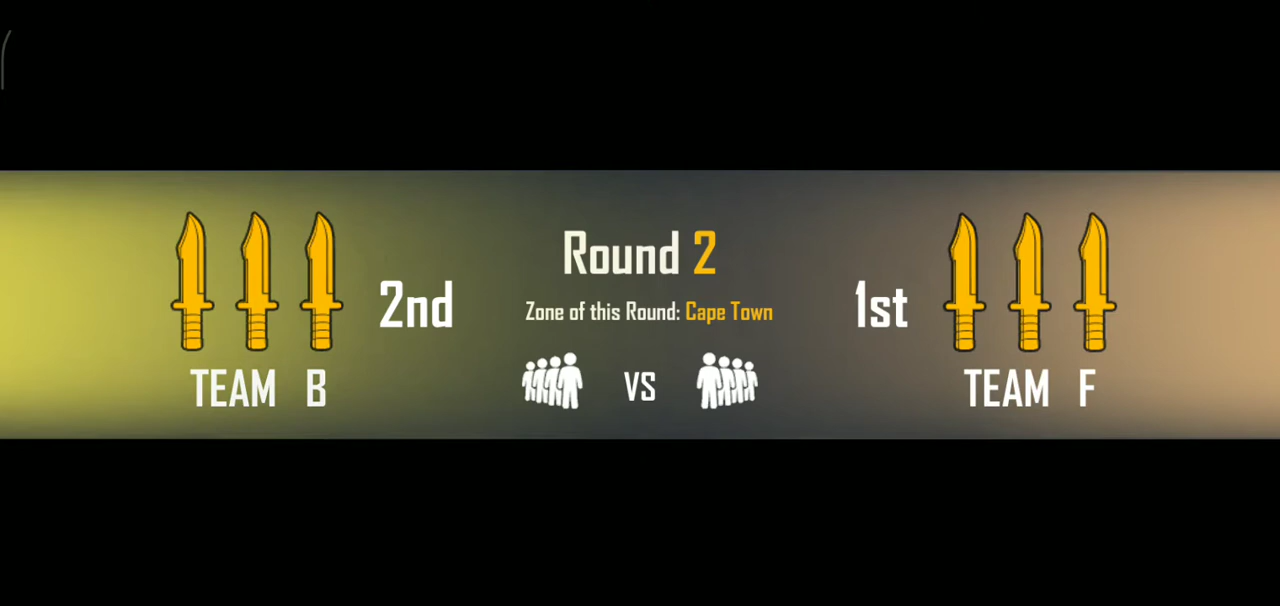 Round 2
2nd
Zone of this Round: Cape Town
1st
VS
TEAM B
TEAM F